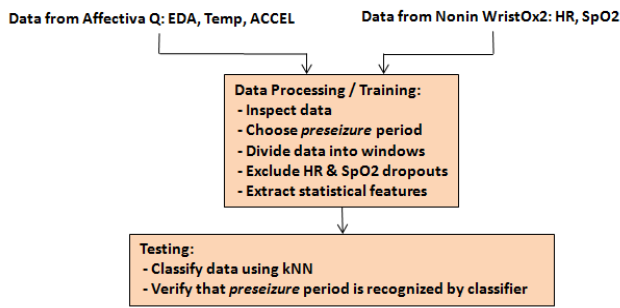 Data from Affectiva Q: EDA, Temp, ACCEL
Data from Nonin WristOx2: HR, SpO2
Data Processing / Training:
- Inspect data
- Choose preseizure period
- Divide data into windows
- Exclude HR & SpO2 dropouts
- Extract statistical features
Testing:
- Classify data using kNN
- Verify that preseizure period is recognized by classifier